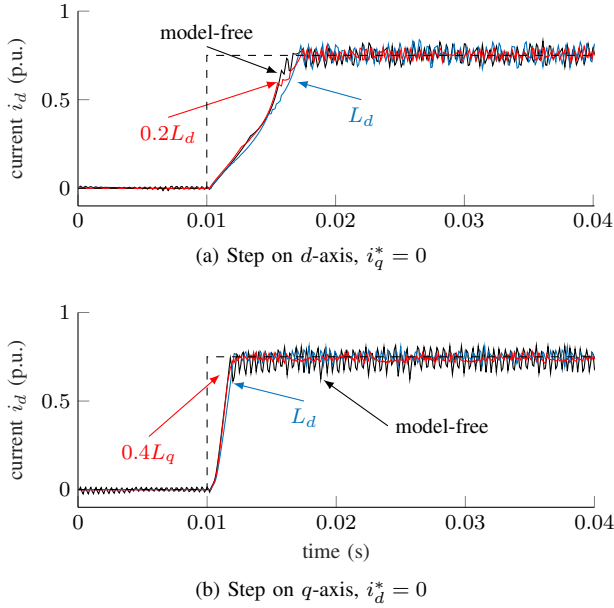 1
model-free
current i_d (p.u.)
0.5
0.2L_d
L_d
0
0
0.01
0.02
0.03
0.04
(a) Step on d-axis, i_q^* = 0
1
current i_d (p.u.)
0.5
0.4L_q
L_d
model-free
0
0
0.01
0.02
0.03
0.04
time (s)
(b) Step on q-axis, i_d^* = 0